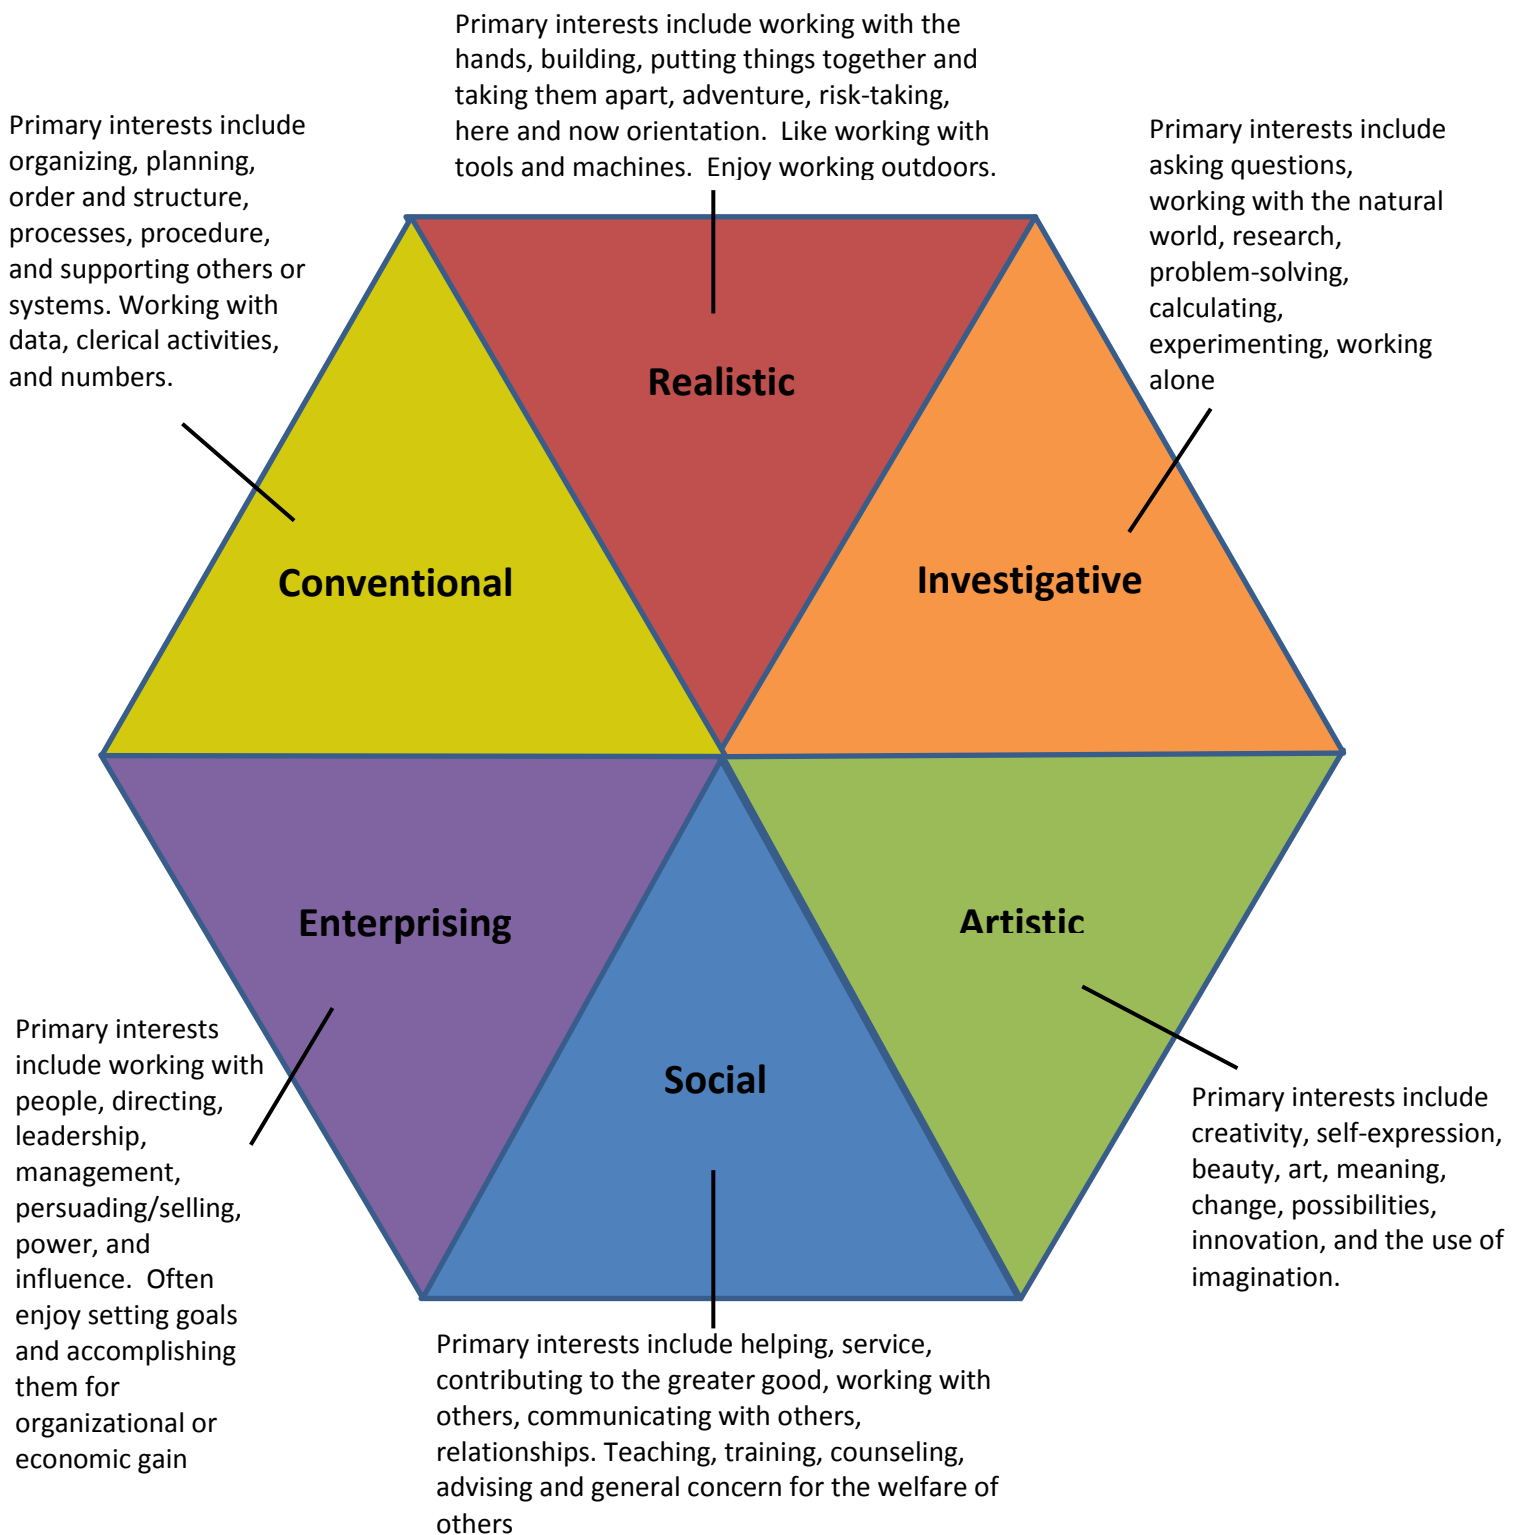 Primary interests include working with the
hands, building, putting things together and
taking them apart, adventure, risk-taking,
here and now orientation.  Like working with
tools and machines.  Enjoy working outdoors.
Primary interests include
organizing, planning,
order and structure,
processes, procedure,
and supporting others or
systems. Working with
data, clerical activities,
and numbers.
Primary interests include
asking questions,
working with the natural
world, research,
problem-solving,
calculating,
experimenting, working
alone
Realistic
Conventional
Investigative
Enterprising
Artistic
Social
Primary interests
include working with
people, directing,
leadership,
management,
persuading/selling,
power, and
influence.  Often
enjoy setting goals
and accomplishing
them for
organizational or
economic gain
Primary interests include
creativity, self-expression,
beauty, art, meaning,
change, possibilities,
innovation, and the use of
imagination.
Primary interests include helping, service,
contributing to the greater good, working with
others, communicating with others,
relationships. Teaching, training, counseling,
advising and general concern for the welfare of
others